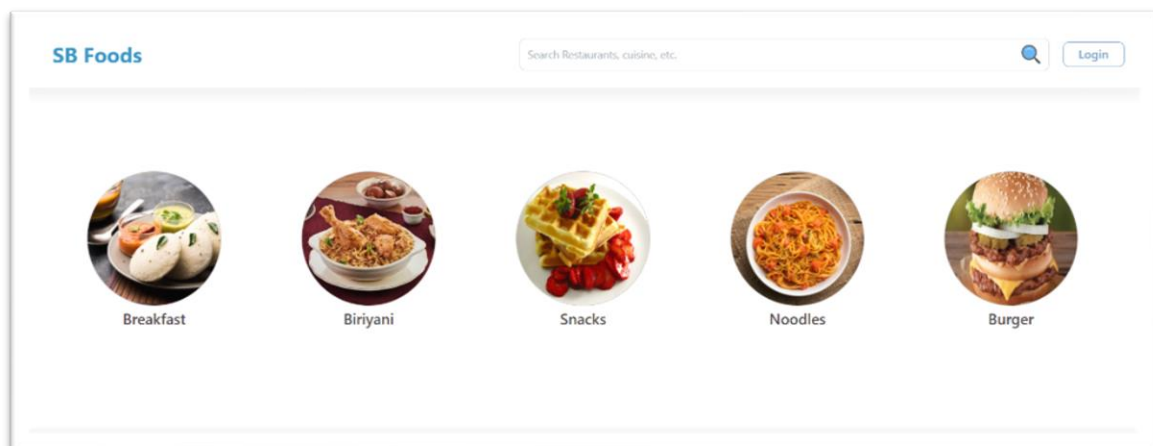 SB Foods
Search Restaurants, cuisine, etc.
Login
Breakfast
Biriyani
Snacks
Noodles
Burger